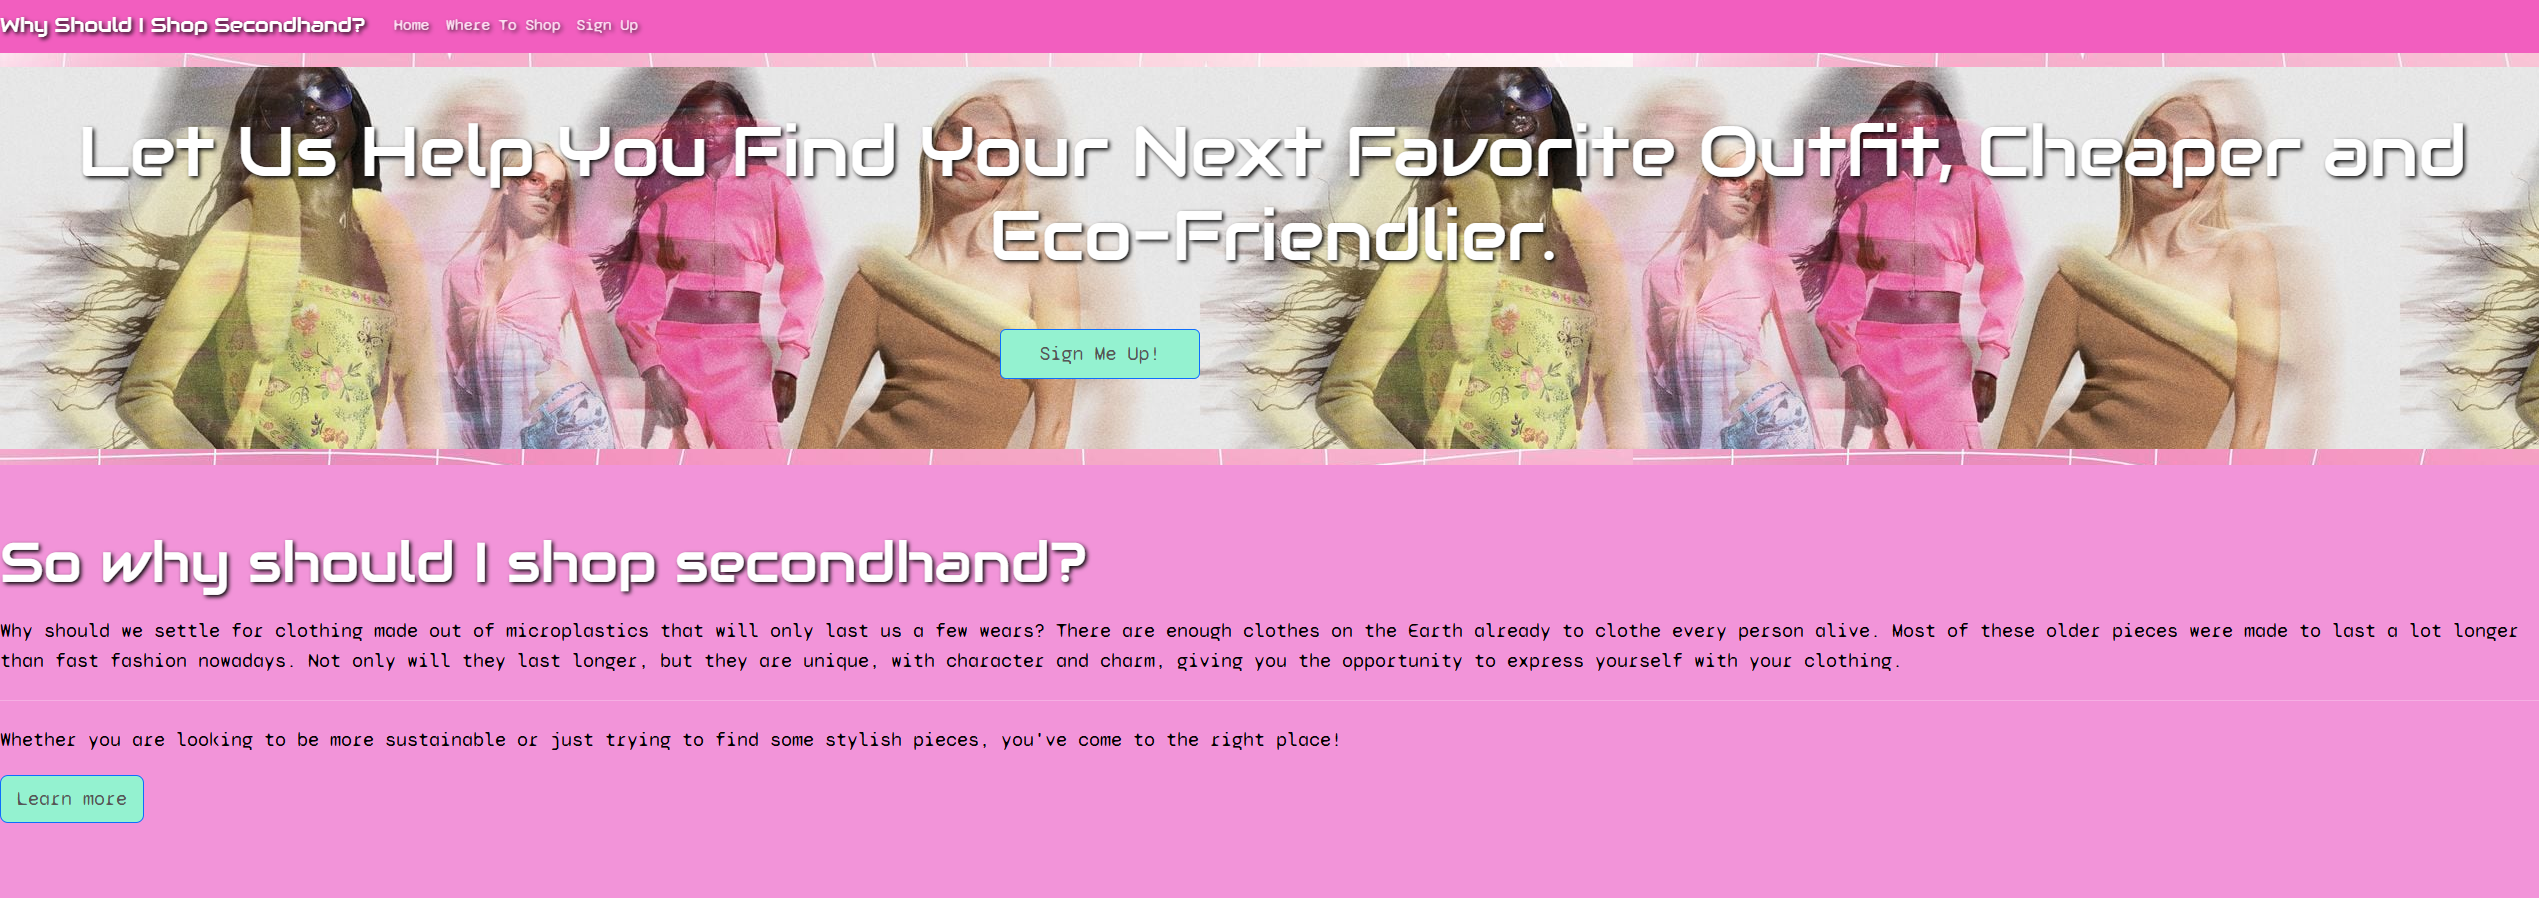 Why Should I Shop Secondhand? Home Where To Shop Sign Up
Let Us Help You Find Your Next Favorite Outfit, Cheaper and
Eco-Friendlier.
Sign Me Up!
So why should I shop secondhand?
Why should we settle for clothing made out of microplastics that will only last us a few wears? There are enough clothes on the Earth already to clothe every person alive. Most of these older pieces were made to last a lot longer
than fast fashion nowadays. Not only will they last longer, but they are unique, with character and charm, giving you the opportunity to express yourself with your clothing.
Whether you are looking to be more sustainable or just trying to find some stylish pieces, you've come to the right place!
Learn more